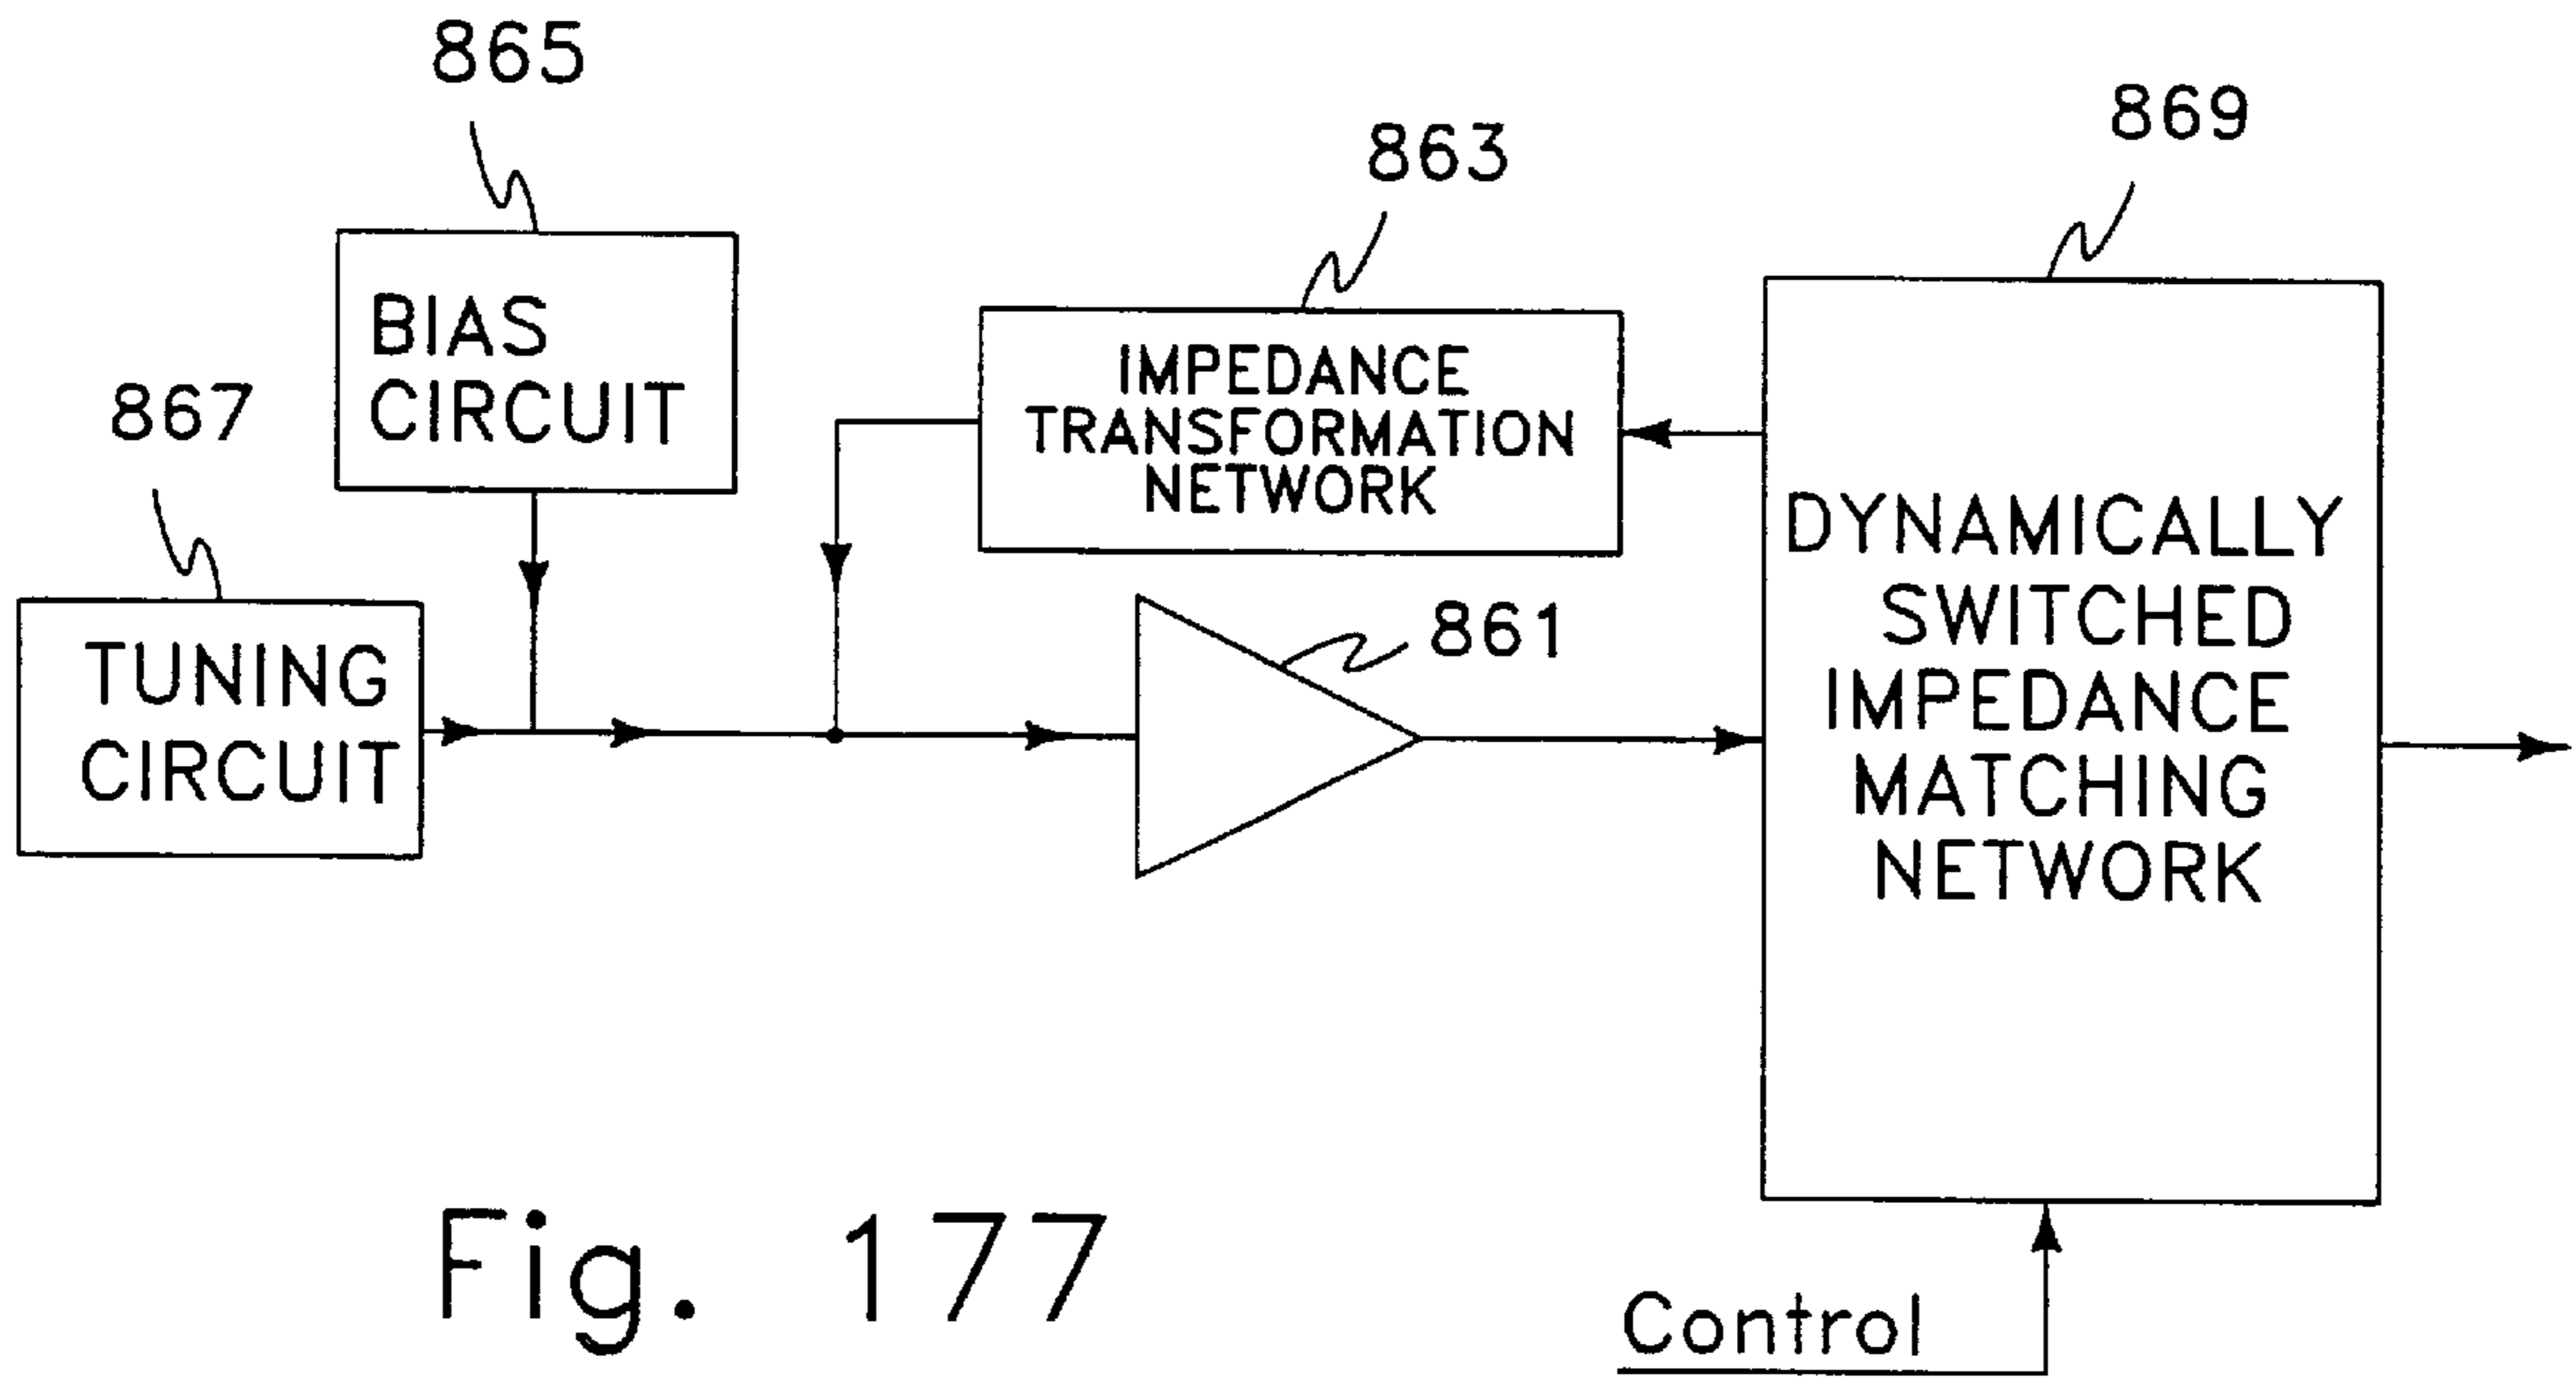 865
869
863
BIAS
CIRCUIT
IMPEDANCE
TRANSFORMATION
NETWORK
867
DYNAMICALLY
SWITCHED
IMPEDANCE
MATCHING
NETWORK
861
TUNING
CIRCUIT
Control
Fig. 177